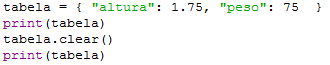 tabela = { "altura": 1.75, "peso": 75  }
print(tabela)
tabela.clear()
print(tabela)